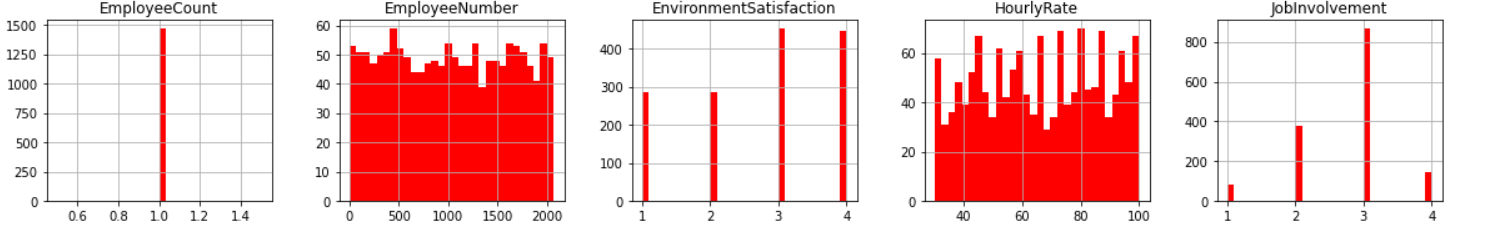 EmployeeCount
1500
1250
1000
750
500
250
0
0.6 0.8 1.0 1.2 1.4
EmployeeNumber
60
50
40
30
20
10
0
0 500 1000 1500 2000
EnvironmentSatisfaction
400
300
200
100
0
1 2 3 4
HourlyRate
60
40
20
0
40 60 80 100
JobInvolvement
800
600
400
200
0
1 2 3 4